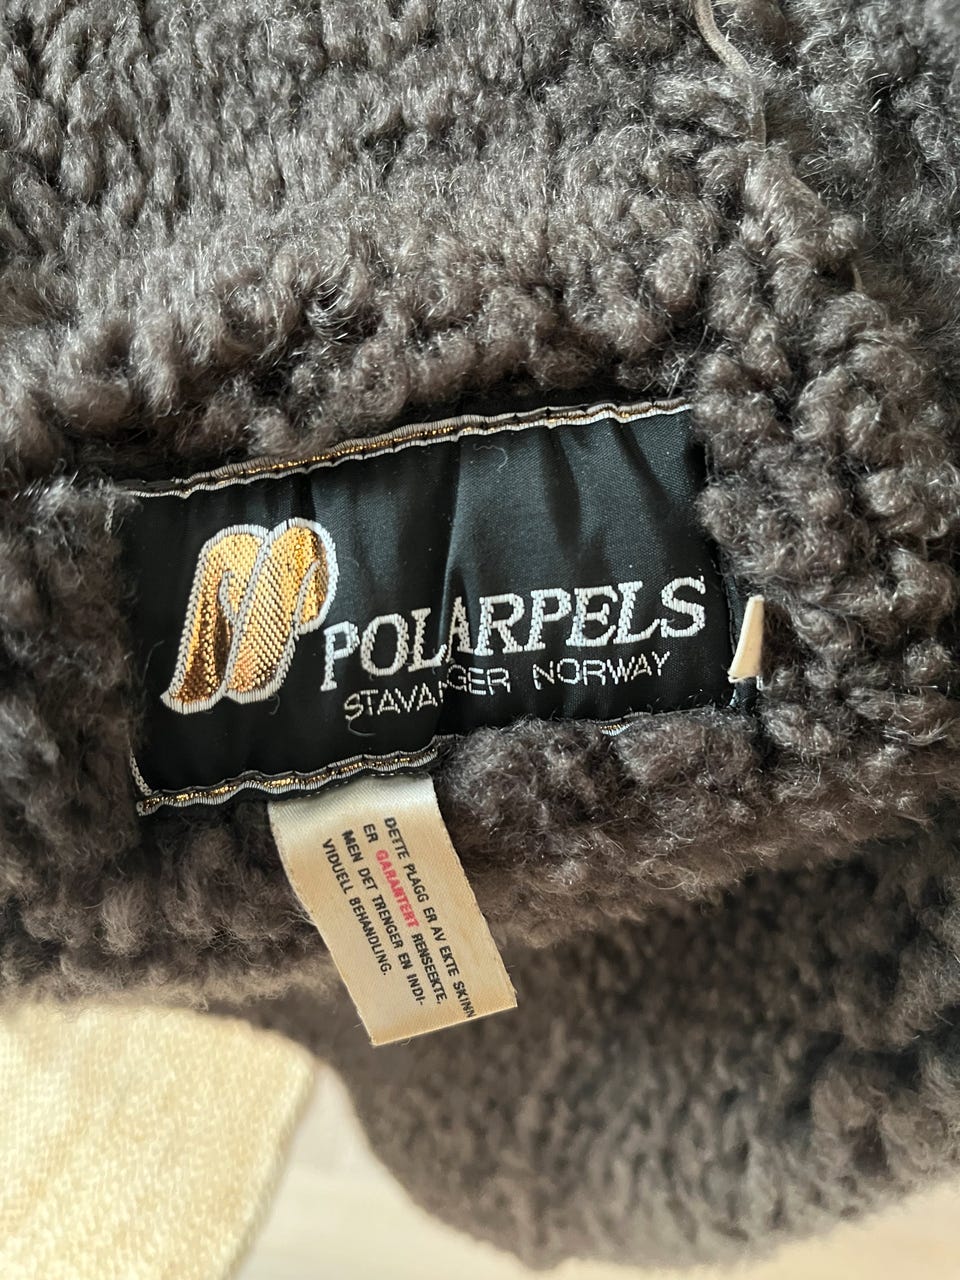 POLARPELS
STAVANGER NORWAY
DETTE PLAGG ER AV EKTE SKINN
ER GARANTERT RENSEEKTE,
MEN DET TRENGER EN INDI-
VIDUELL BEHANDLING.